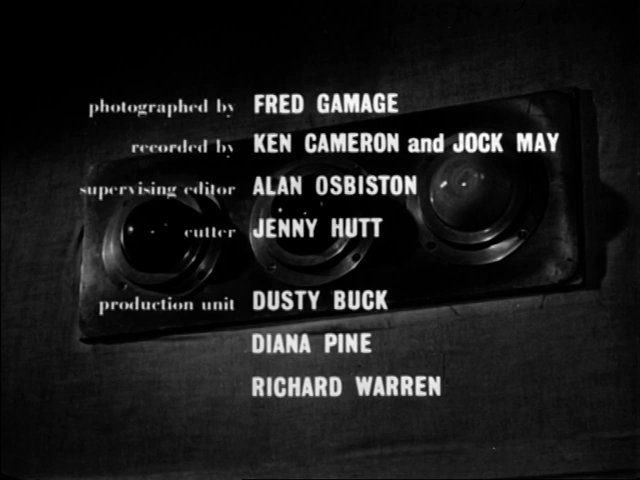 photographed by FRED GAMAGE
recorded by KEN CAMERON and JOCK MAY
supervising editor ALAN OSBISTON
cutter JENNY HUTT
production unit DUSTY BUCK
DIANA PINE
RICHARD WARREN